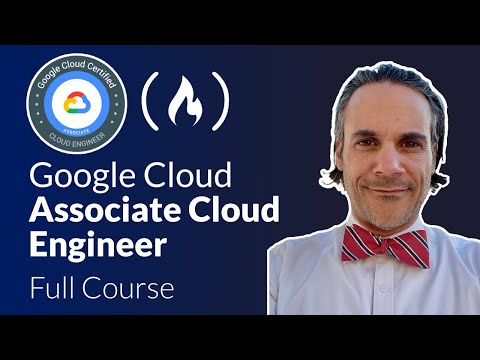 Google Cloud Certified
ASSOCIATE
CLOUD ENGINEER
Google Cloud
Associate Cloud
Engineer
Full Course